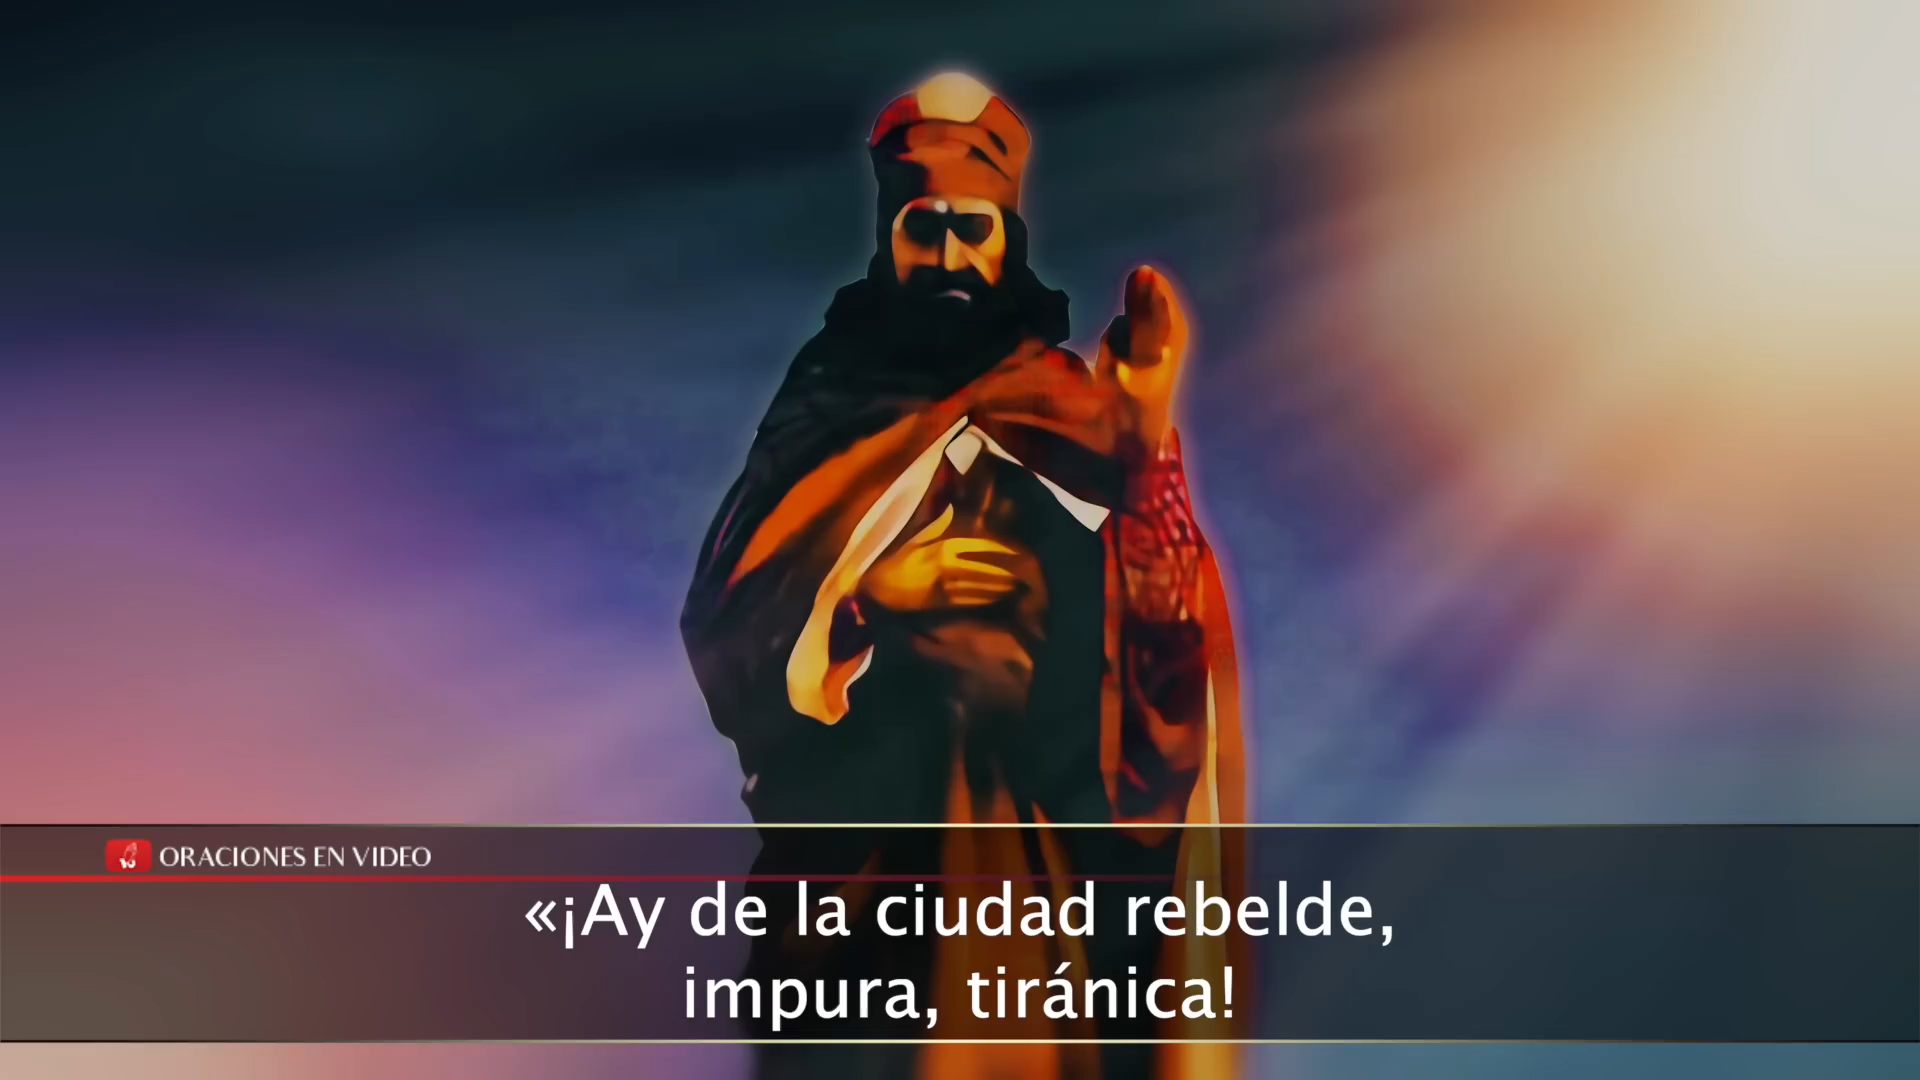 ORACIONES EN VIDEO
«¡Ay de la ciudad rebelde,
impura, tiránica!